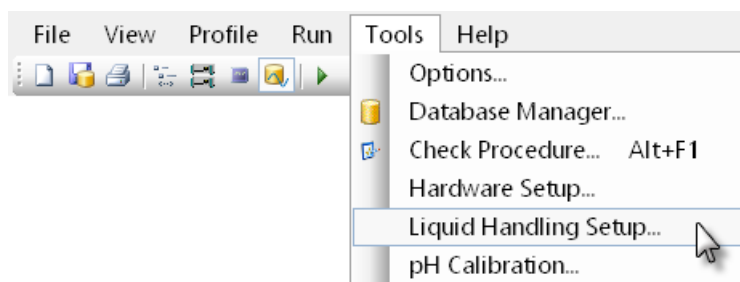 File View Profile Run Tools Help
Options...
Database Manager...
Check Procedure... Alt+F1
Hardware Setup...
Liquid Handling Setup...
pH Calibration...